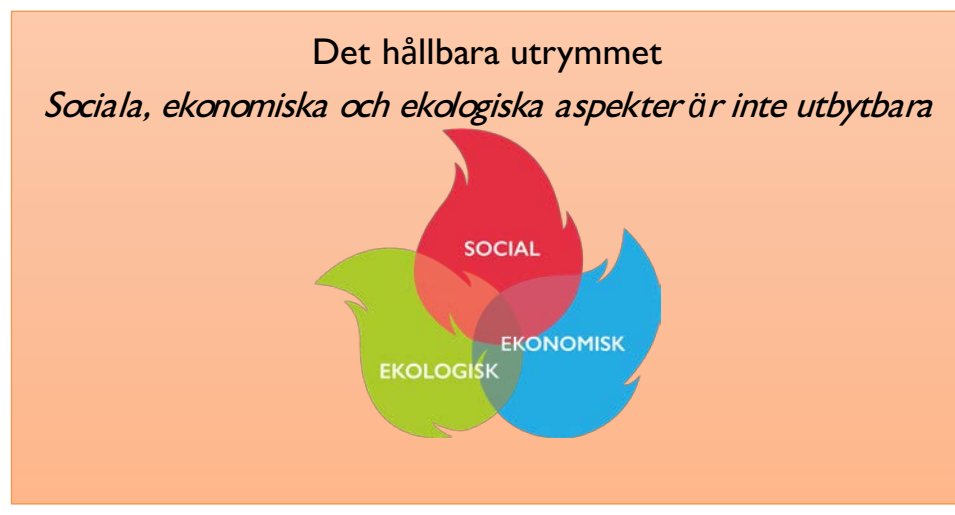 Det hållbara utrymmet
Sociala, ekonomiska och ekologiska aspekter är inte utbytbara
SOCIAL
EKONOMISK
EKOLOGISK